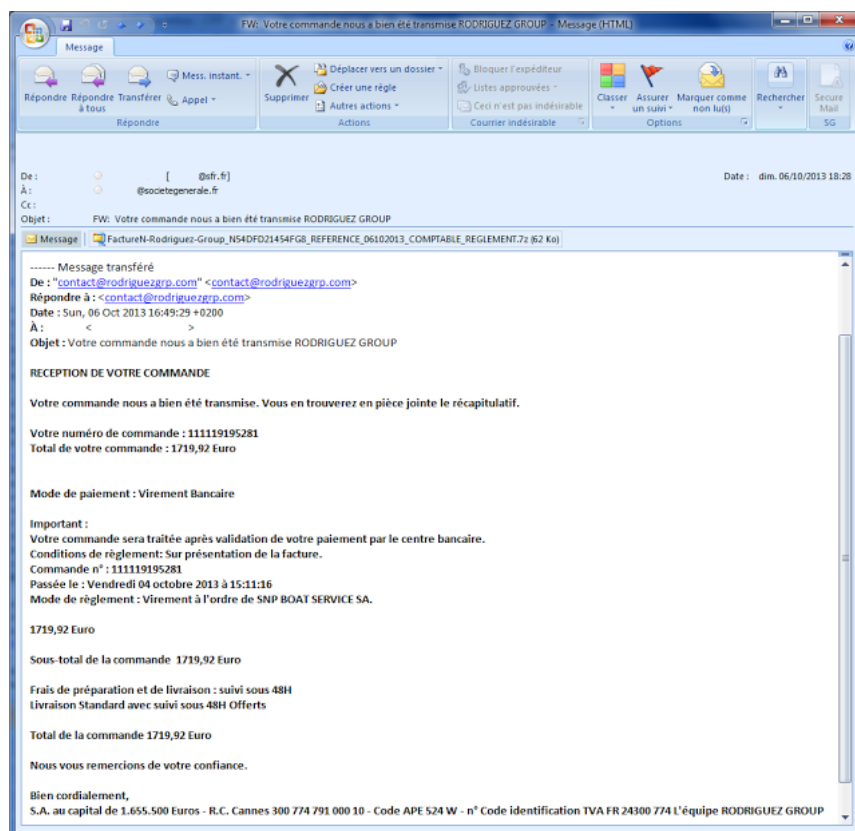 FW: Votre commande nous a bien été transmise RODRIGUEZ GROUP - Message (HTML)
Message
Répondre Répondre à tous Transférer Mess. instant. Appel
Répondre
Supprimer Déplacer vers un dossier Créer une règle Autres actions
Actions
Bloquer l'expéditeur Listes approuvées Ceci n'est pas indésirable
Courrier indésirable
Classer Assurer un suivi Marquer comme non lu(s)
Options
Rechercher
Secure Mail
SG
De : [ @sfr.fr] Date : dim. 06/10/2013 18:28
À : @societegenerale.fr
Cc :
Objet : FW: Votre commande nous a bien été transmise RODRIGUEZ GROUP
Message FactureN-Rodriguez-Group_N54DFD21454FG8_REFERENCE_06102013_COMPTABLE_REGLEMENT.7z (62 Ko)
------ Message transféré
De : "contact@rodriguezgrp.com" <contact@rodriguezgrp.com>
Répondre à : <contact@rodriguezgrp.com>
Date : Sun, 06 Oct 2013 16:49:29 +0200
À : < >
Objet : Votre commande nous a bien été transmise RODRIGUEZ GROUP
RECEPTION DE VOTRE COMMANDE
Votre commande nous a bien été transmise. Vous en trouverez en pièce jointe le récapitulatif.
Votre numéro de commande : 111119195281
Total de votre commande : 1719,92 Euro
Mode de paiement : Virement Bancaire
Important :
Votre commande sera traitée après validation de votre paiement par le centre bancaire.
Conditions de règlement: Sur présentation de la facture.
Commande n° : 111119195281
Passée le : Vendredi 04 octobre 2013 à 15:11:16
Mode de règlement : Virement à l'ordre de SNP BOAT SERVICE SA.
1719,92 Euro
Sous-total de la commande 1719,92 Euro
Frais de préparation et de livraison : suivi sous 48H
Livraison Standard avec suivi sous 48H Offerts
Total de la commande 1719,92 Euro
Nous vous remercions de votre confiance.
Bien cordialement,
S.A. au capital de 1.655.500 Euros - R.C. Cannes 300 774 791 000 10 - Code APE 524 W - n° Code identification TVA FR 24300 774 L'équipe RODRIGUEZ GROUP